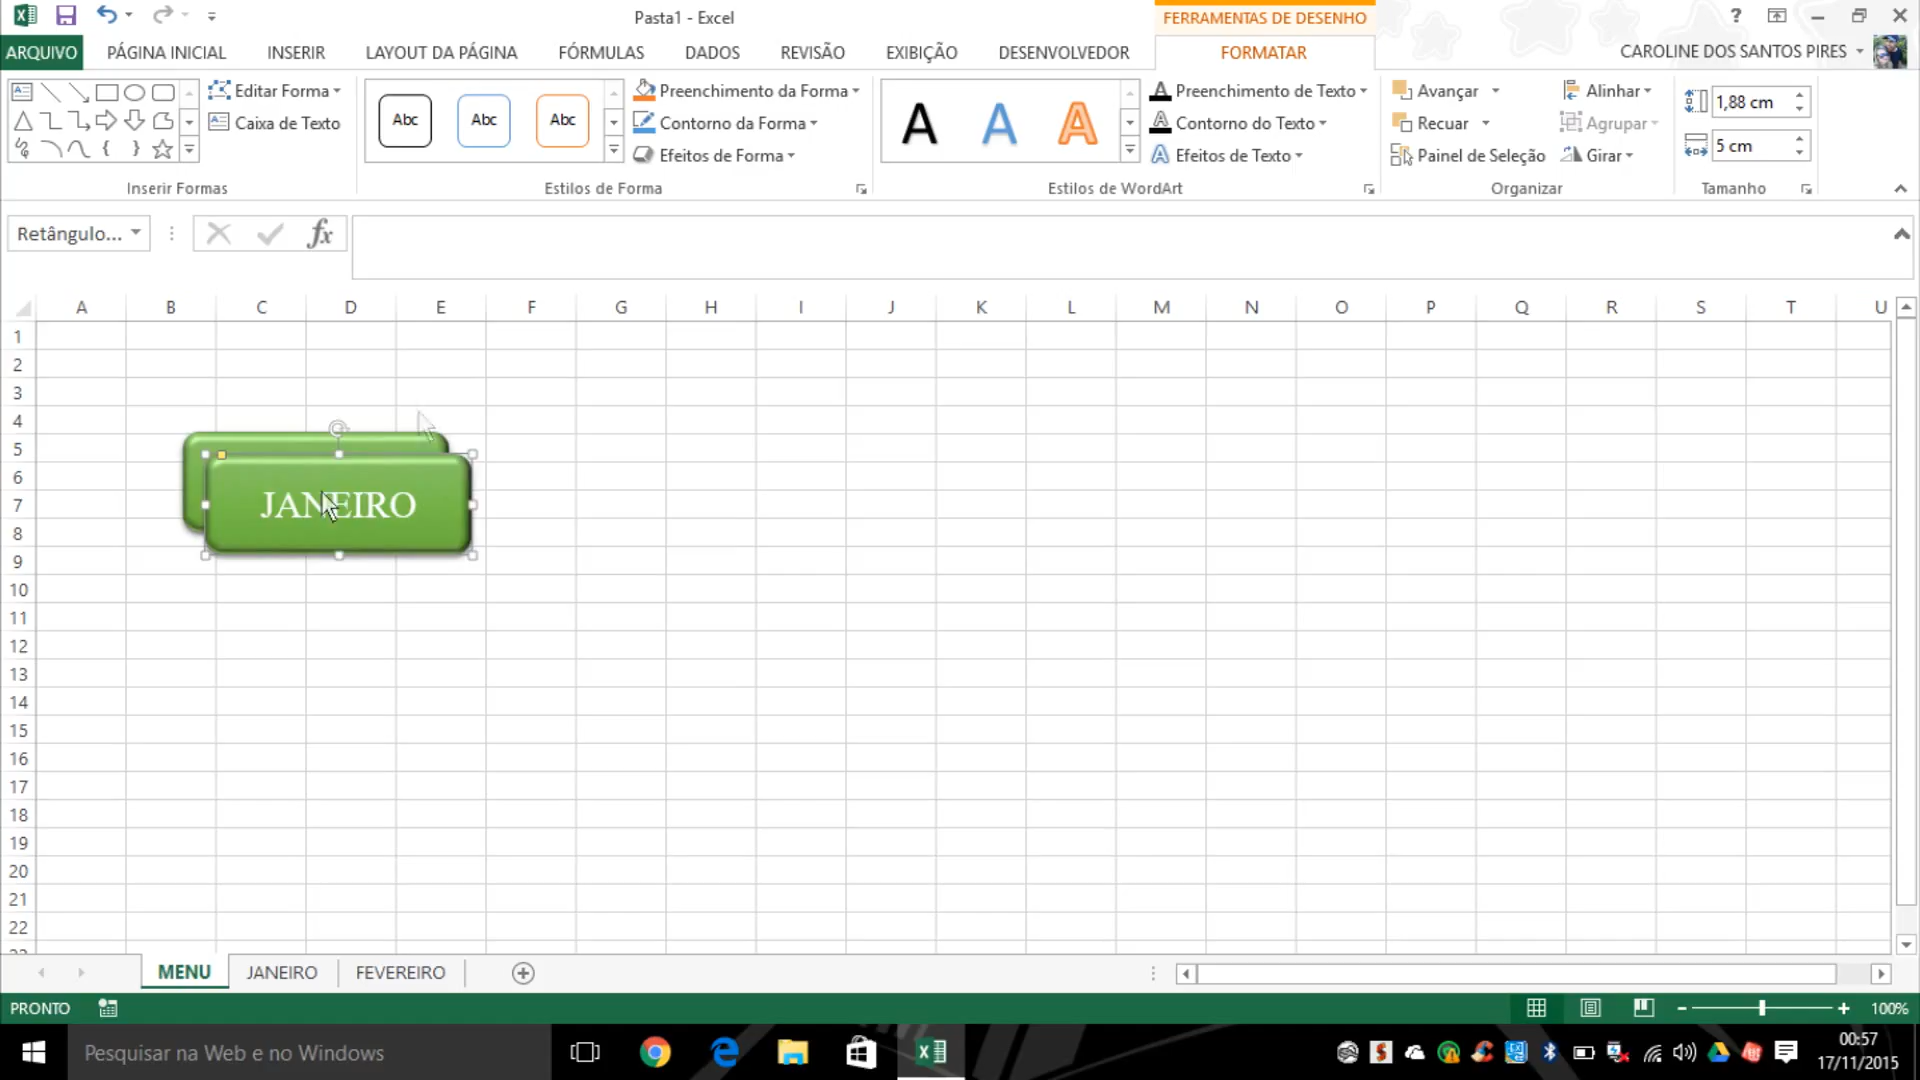 Pasta1 - Excel
FERRAMENTAS DE DESENHO
?
ARQUIVO PÁGINA INICIAL INSERIR LAYOUT DA PÁGINA FÓRMULAS DADOS REVISÃO EXIBIÇÃO DESENVOLVEDOR FORMATAR
CAROLINE DOS SANTOS PIRES
Editar Forma
Caixa de Texto
Inserir Formas
Abc Abc Abc
Preenchimento da Forma
Contorno da Forma
Efeitos de Forma
Estilos de Forma
A A A
Preenchimento de Texto
Contorno do Texto
Efeitos de Texto
Estilos de WordArt
Avançar
Recuar
Painel de Seleção
Alinhar
Agrupar
Girar
Organizar
1,88 cm
5 cm
Tamanho
Retângulo...
fx
A B C D E F G H I J K L M N O P Q R S T U
1
2
3
4
5
6
7
8
9
10
11
12
13
14
15
16
17
18
19
20
21
22
JANEIRO
MENU JANEIRO FEVEREIRO
PRONTO
100%
Pesquisar na Web e no Windows
00:57
17/11/2015